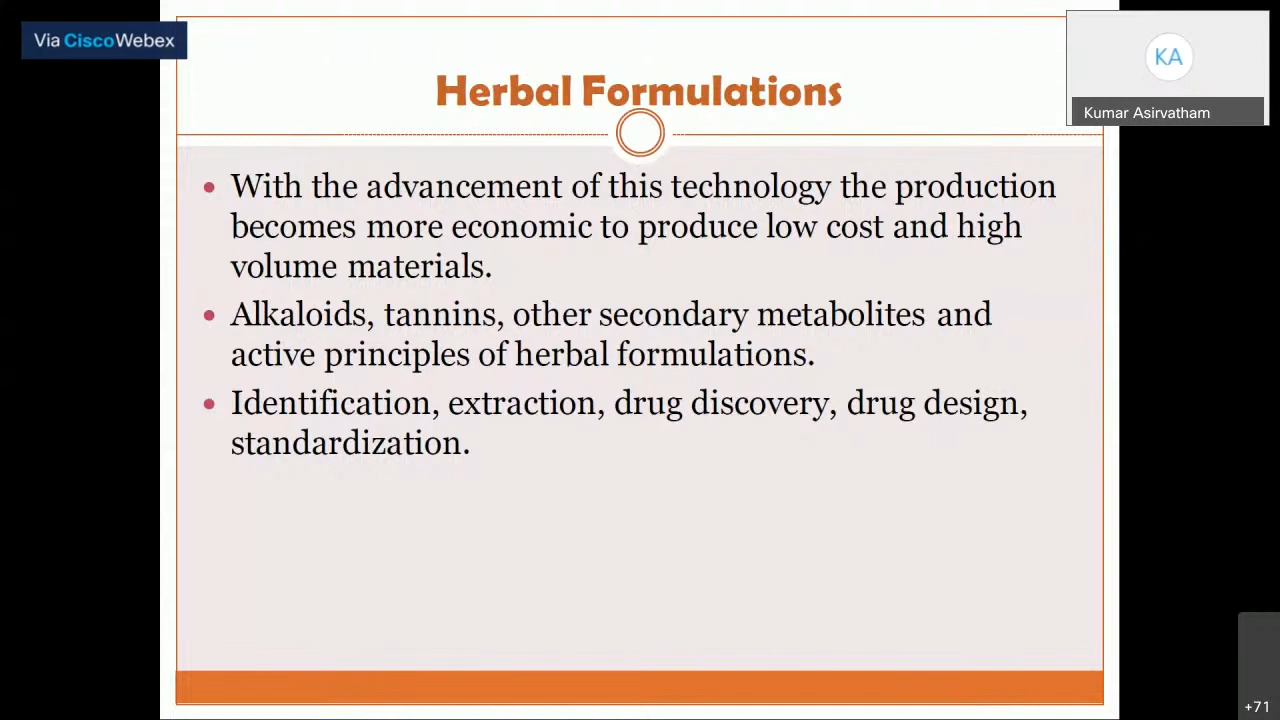 Via CiscoWebex
KA
Kumar Asirvatham
Herbal Formulations
• With the advancement of this technology the production
becomes more economic to produce low cost and high
volume materials.
• Alkaloids, tannins, other secondary metabolites and
active principles of herbal formulations.
• Identification, extraction, drug discovery, drug design,
standardization.
+71